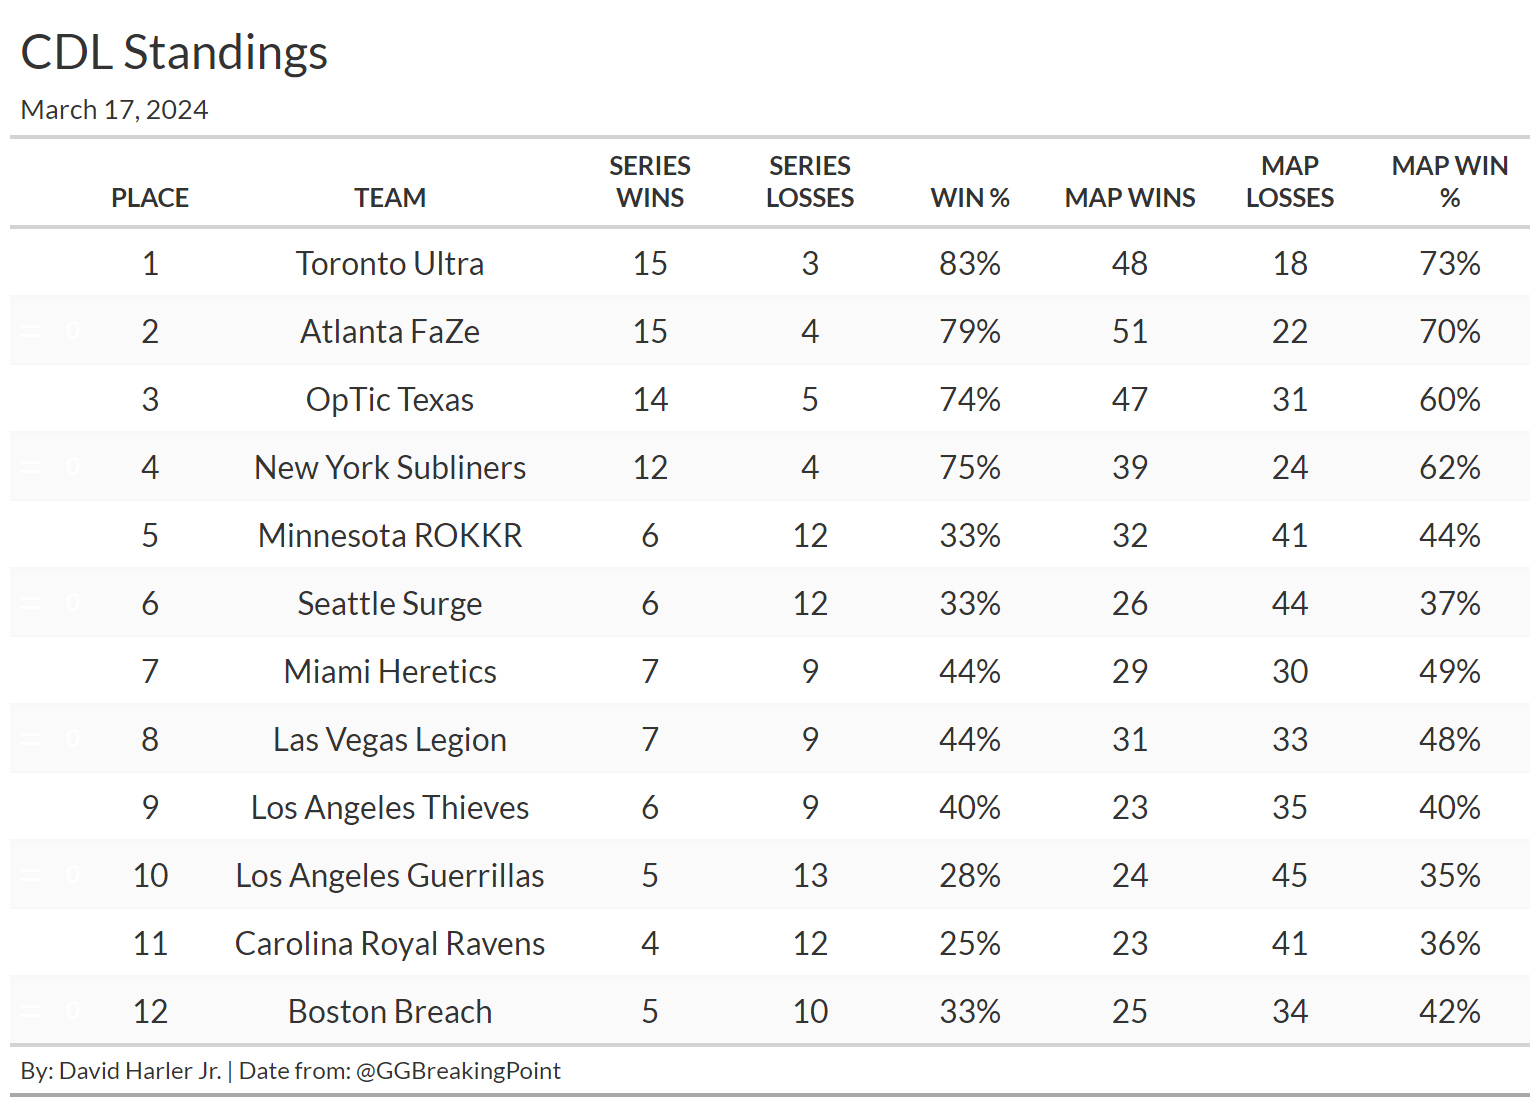 CDL Standings
March 17, 2024
PLACE TEAM SERIES WINS SERIES LOSSES WIN % MAP WINS MAP LOSSES MAP WIN %
1 Toronto Ultra 15 3 83% 48 18 73%
= 0 2 Atlanta FaZe 15 4 79% 51 22 70%
3 OpTic Texas 14 5 74% 47 31 60%
= 0 4 New York Subliners 12 4 75% 39 24 62%
5 Minnesota ROKKR 6 12 33% 32 41 44%
= 0 6 Seattle Surge 6 12 33% 26 44 37%
7 Miami Heretics 7 9 44% 29 30 49%
= 0 8 Las Vegas Legion 7 9 44% 31 33 48%
9 Los Angeles Thieves 6 9 40% 23 35 40%
= 0 10 Los Angeles Guerrillas 5 13 28% 24 45 35%
11 Carolina Royal Ravens 4 12 25% 23 41 36%
= 0 12 Boston Breach 5 10 33% 25 34 42%
By: David Harler Jr. | Date from: @GGBreakingPoint